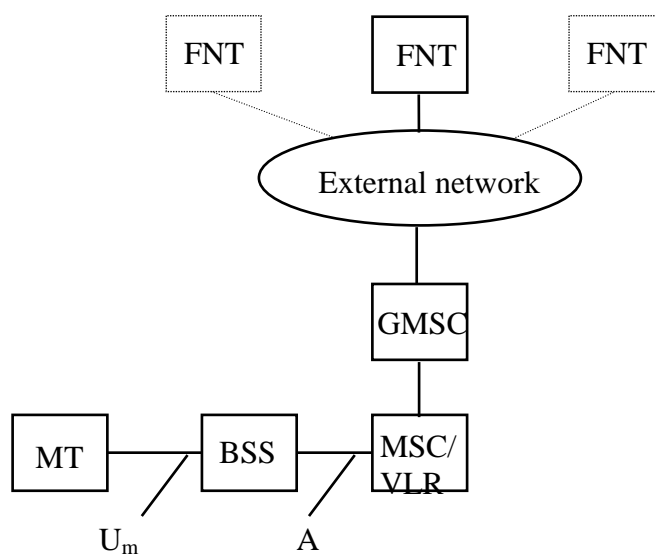 FNT FNT FNT
External network
GMSC
MT BSS MSC/
VLR
Um A